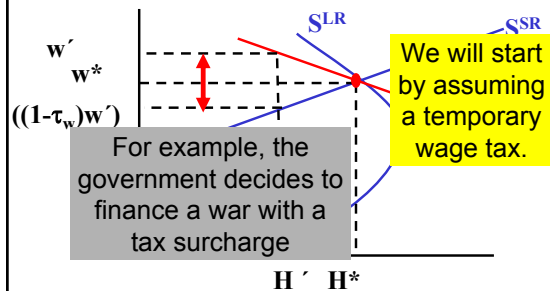 S^LR
S^SR
w´
w*
((1-τw)w´)
We will start
by assuming
a temporary
wage tax.
For example, the
government decides to
finance a war with a
tax surcharge
H ´ H*